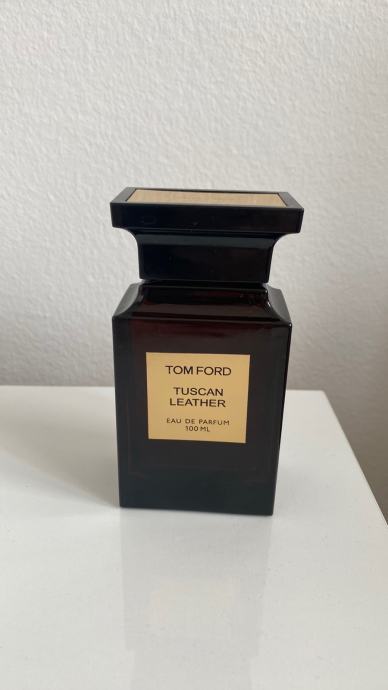 TOM FORD
TUSCAN
LEATHER
EAU DE PARFUM
100 ML